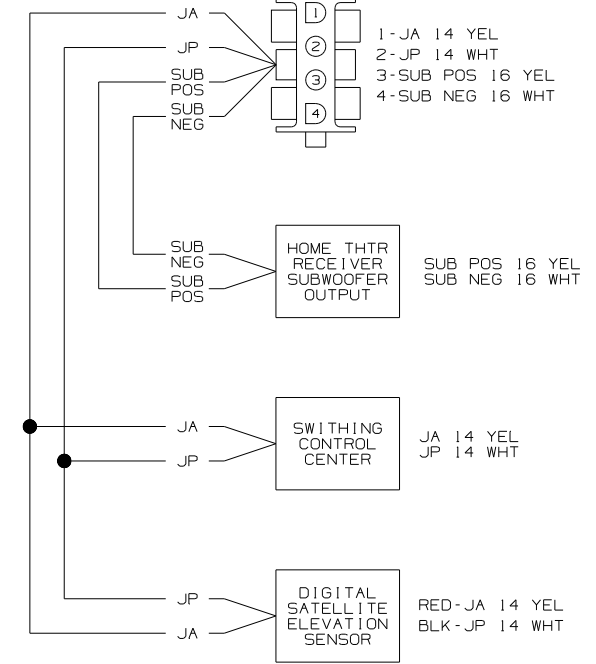 JA
1
JP
2
1-JA 14 YEL
2-JP 14 WHT
SUB
POS
3
3-SUB POS 16 YEL
SUB
NEG
4
4-SUB NEG 16 WHT
SUB
NEG
SUB
POS
HOME THTR
RECEIVER
SUBWOOFER
OUTPUT
SUB POS 16 YEL
SUB NEG 16 WHT
JA
JP
SWITHING
CONTROL
CENTER
JA 14 YEL
JP 14 WHT
JP
JA
DIGITAL
SATELLITE
ELEVATION
SENSOR
RED-JA 14 YEL
BLK-JP 14 WHT